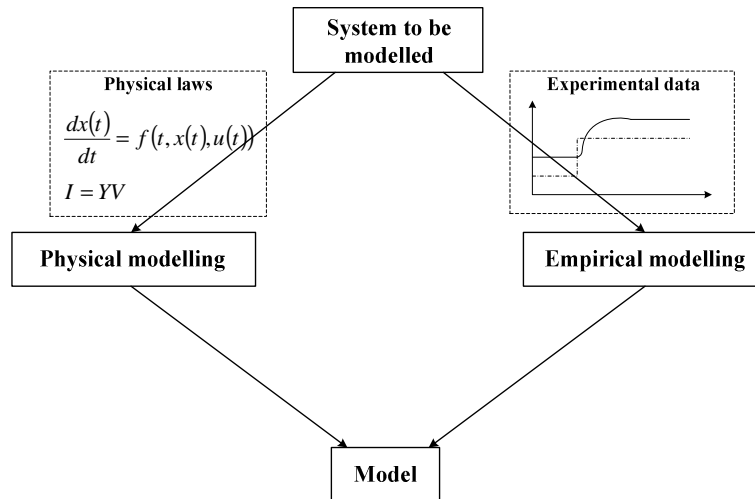 System to be
modelled
Physical laws
dx(t)/dt = f(t, x(t), u(t))
I = YV
Experimental data
Physical modelling
Empirical modelling
Model